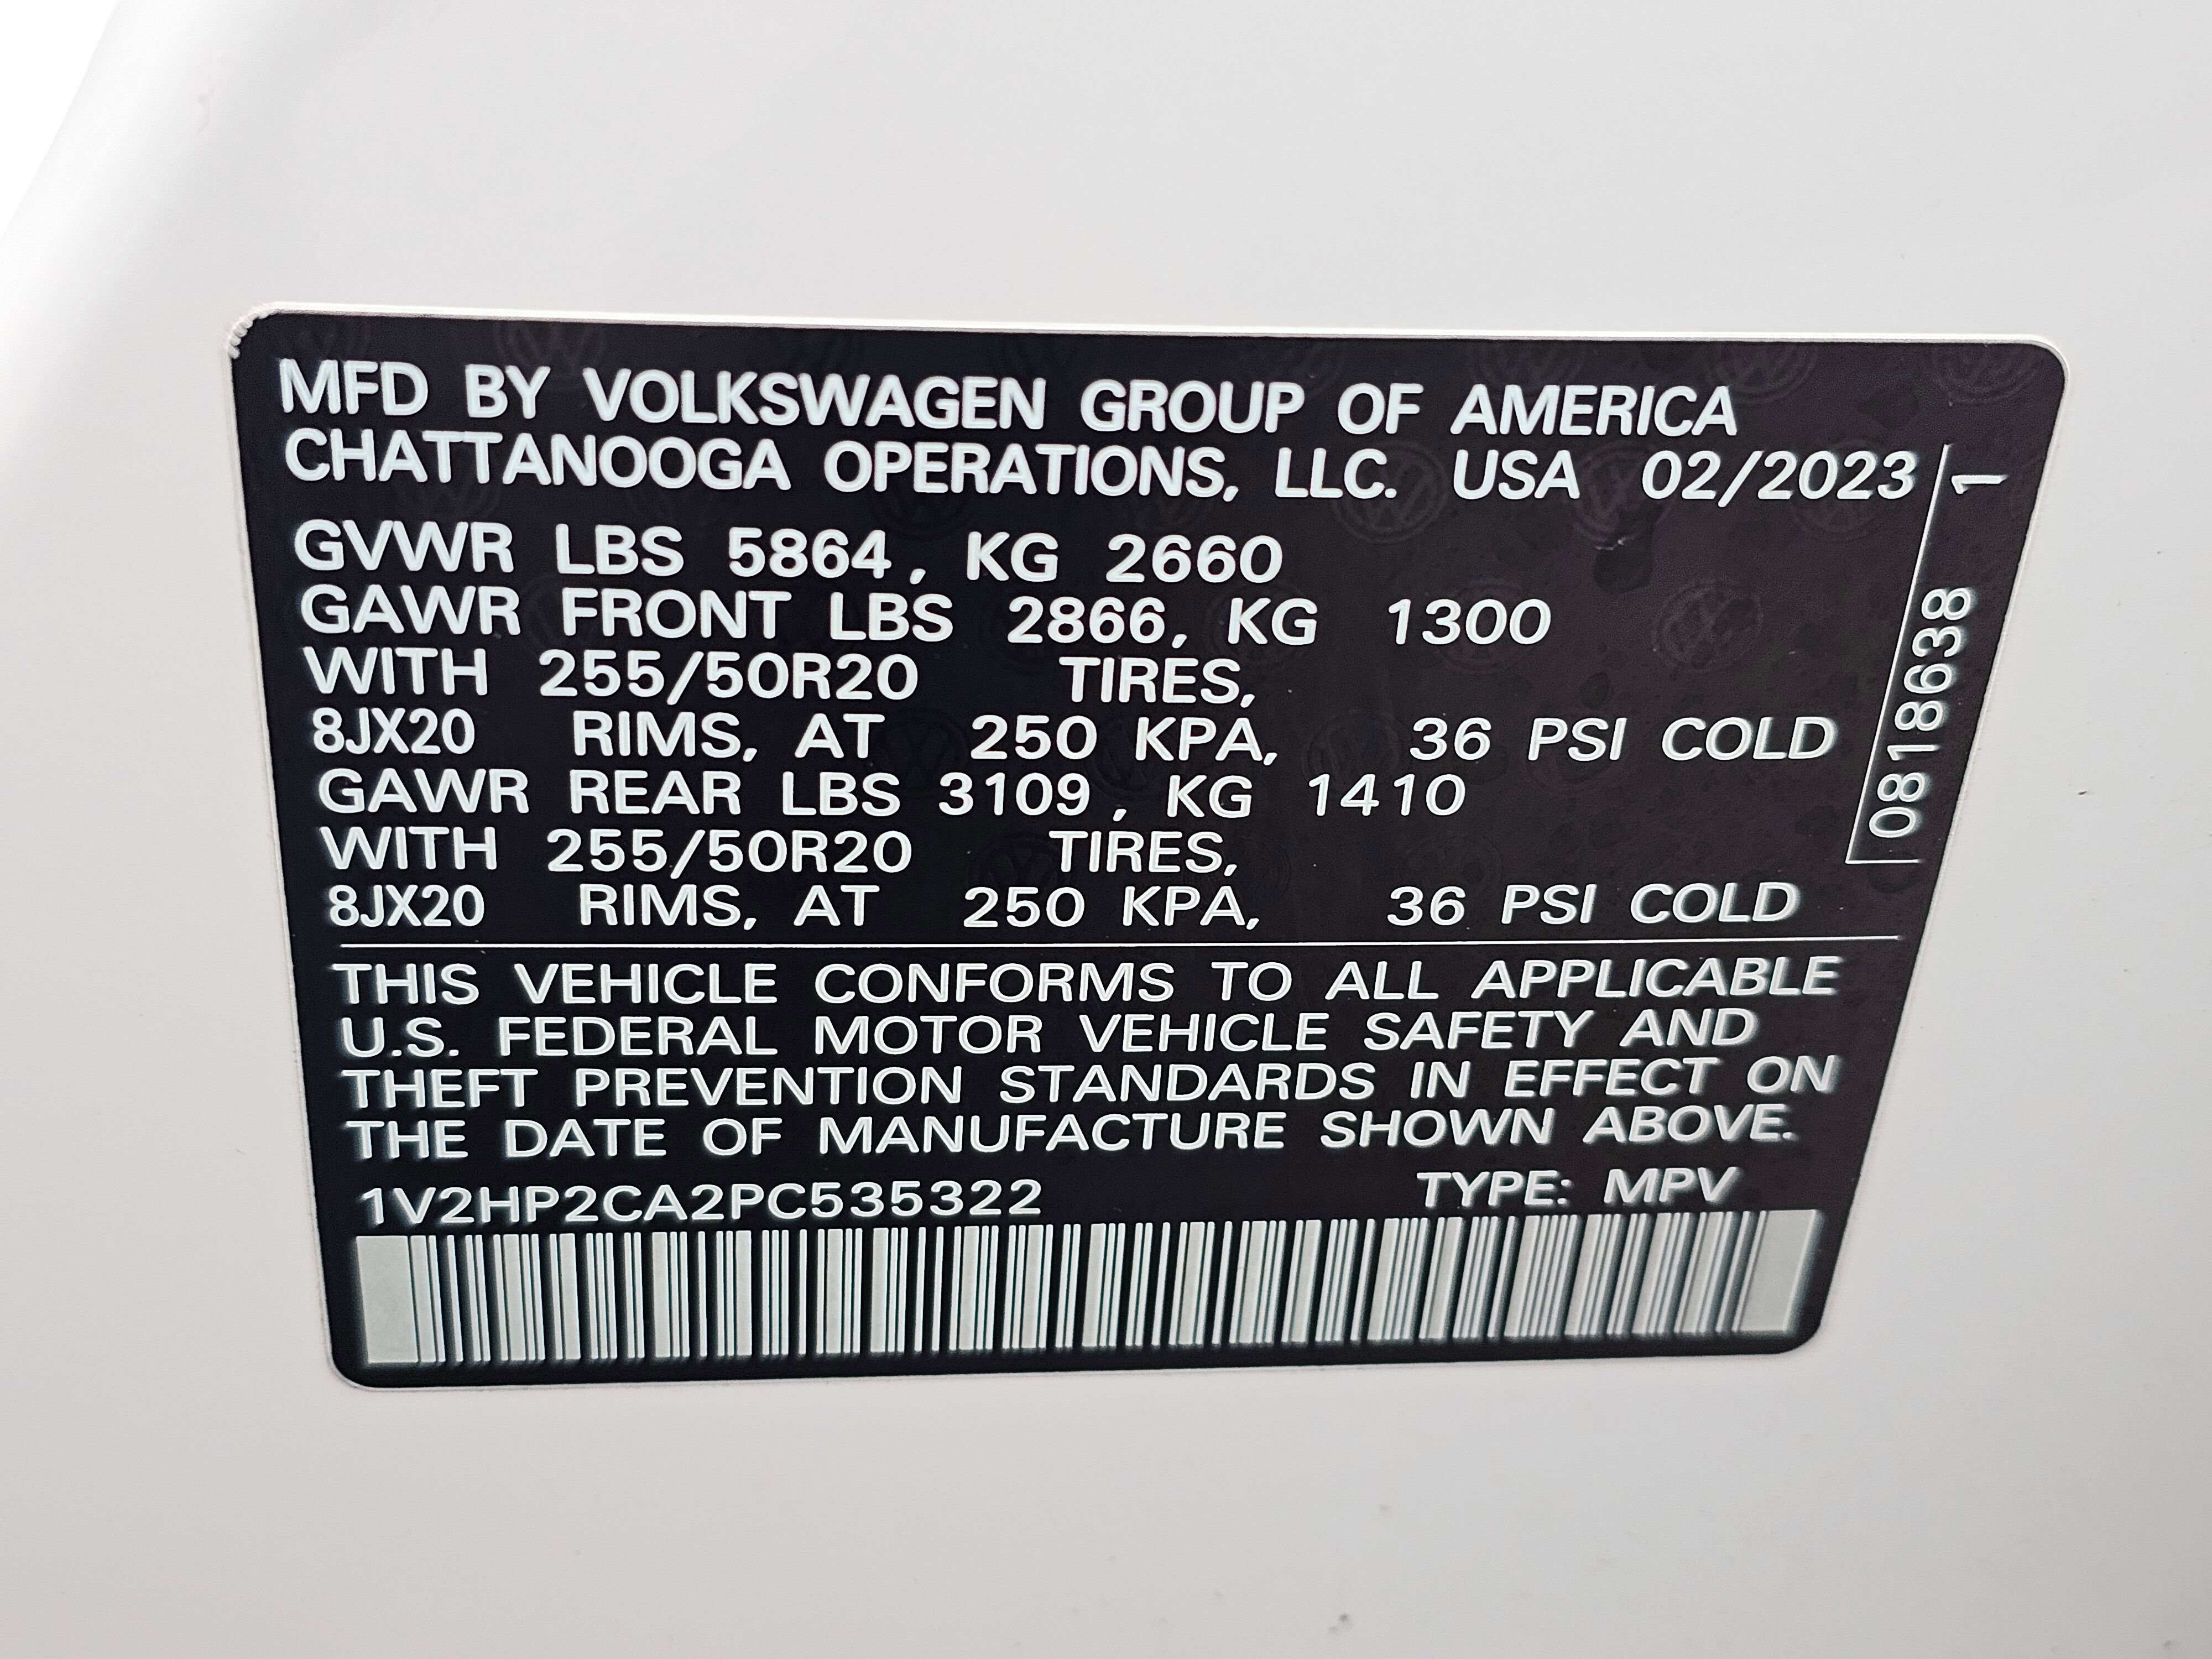 MFD BY VOLKSWAGEN GROUP OF AMERICA
CHATTANOOGA OPERATIONS, LLC. USA 02/2023
GVWR LBS 5864, KG 2660
GAWR FRONT LBS 2866, KG 1300
WITH 255/50R20 TIRES,
8JX20 RIMS, AT 250 KPA, 36 PSI COLD
GAWR REAR LBS 3109, KG 1410
WITH 255/50R20 TIRES,
8JX20 RIMS, AT 250 KPA, 36 PSI COLD
0818638 1
THIS VEHICLE CONFORMS TO ALL APPLICABLE
U.S. FEDERAL MOTOR VEHICLE SAFETY AND
THEFT PREVENTION STANDARDS IN EFFECT ON
THE DATE OF MANUFACTURE SHOWN ABOVE.
1V2HP2CA2PC535322 TYPE: MPV